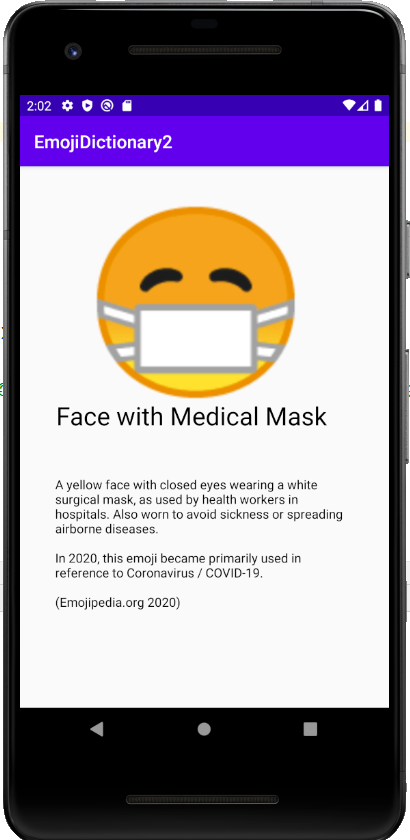 2:02
EmojiDictionary2
Face with Medical Mask
A yellow face with closed eyes wearing a white
surgical mask, as used by health workers in
hospitals. Also worn to avoid sickness or spreading
airborne diseases.
In 2020, this emoji became primarily used in
reference to Coronavirus / COVID-19.
(Emojipedia.org 2020)